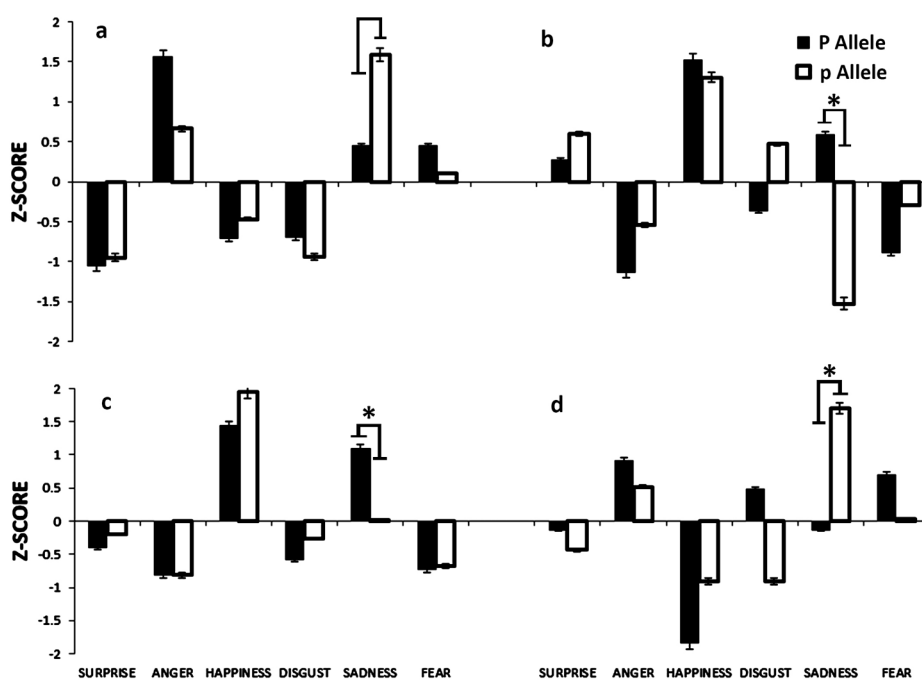 a
b
P Allele
p Allele
2
1.5
1
0.5
0
-0.5
-1
-1.5
-2
Z-SCORE
*
c
d
2
1.5
1
0.5
0
-0.5
-1
-1.5
-2
Z-SCORE
*
*
SURPRISE ANGER HAPPINESS DISGUST SADNESS FEAR SURPRISE ANGER HAPPINESS DISGUST SADNESS FEAR